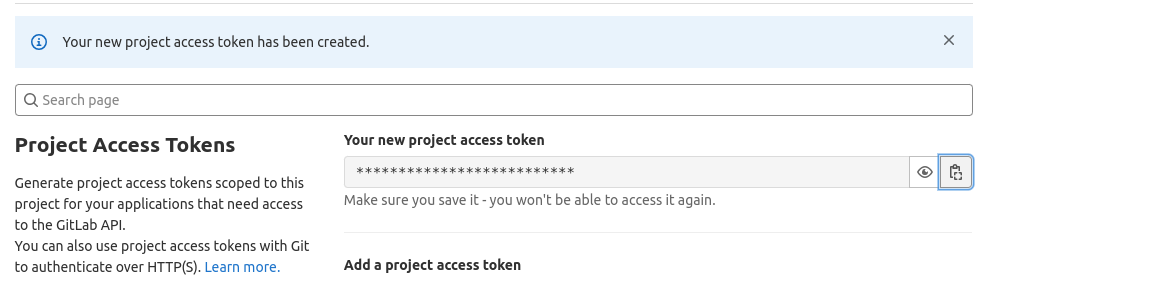 Your new project access token has been created.
Search page
Project Access Tokens
Generate project access tokens scoped to this
project for your applications that need access
to the GitLab API.
You can also use project access tokens with Git
to authenticate over HTTP(S). Learn more.
Your new project access token
**************************
Make sure you save it - you won't be able to access it again.
Add a project access token